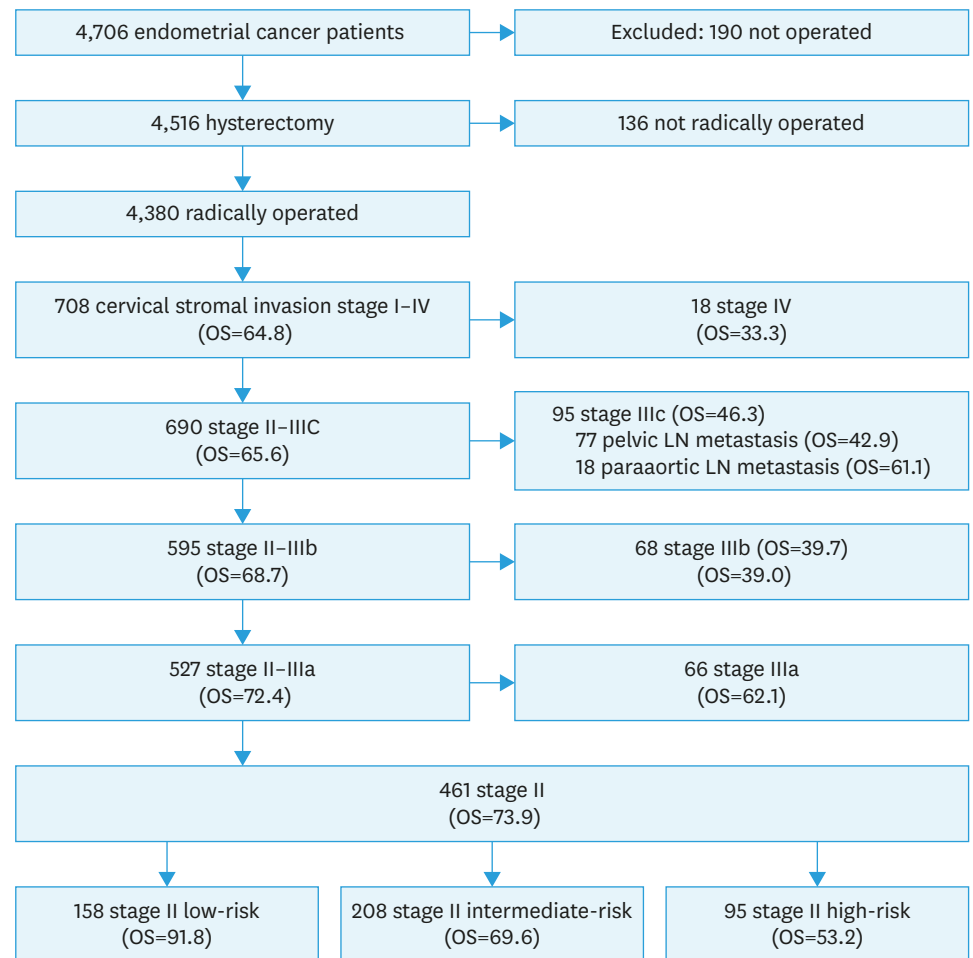 4,706 endometrial cancer patients
Excluded: 190 not operated
4,516 hysterectomy
136 not radically operated
4,380 radically operated
708 cervical stromal invasion stage I–IV
(OS=64.8)
18 stage IV
(OS=33.3)
690 stage II–IIIC
(OS=65.6)
95 stage IIIc (OS=46.3)
77 pelvic LN metastasis (OS=42.9)
18 paraaortic LN metastasis (OS=61.1)
595 stage II–IIIb
(OS=68.7)
68 stage IIIb (OS=39.7)
(OS=39.0)
527 stage II–IIIa
(OS=72.4)
66 stage IIIa
(OS=62.1)
461 stage II
(OS=73.9)
158 stage II low-risk
(OS=91.8)
208 stage II intermediate-risk
(OS=69.6)
95 stage II high-risk
(OS=53.2)